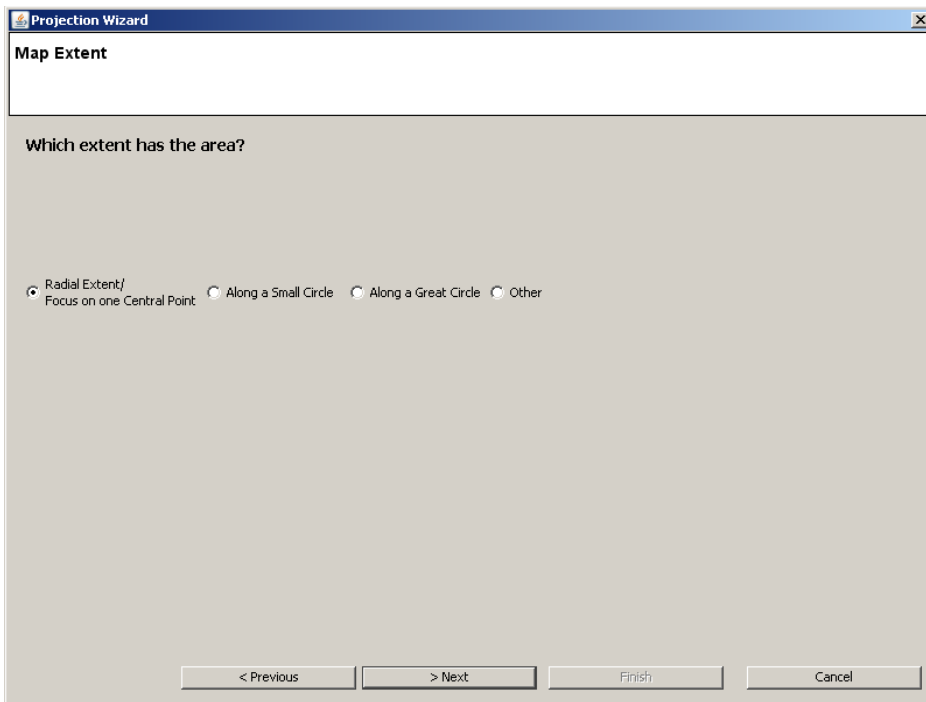 Projection Wizard
Map Extent
Which extent has the area?
Radial Extent/
Focus on one Central Point
Along a Small Circle
Along a Great Circle
Other
< Previous
> Next
Finish
Cancel